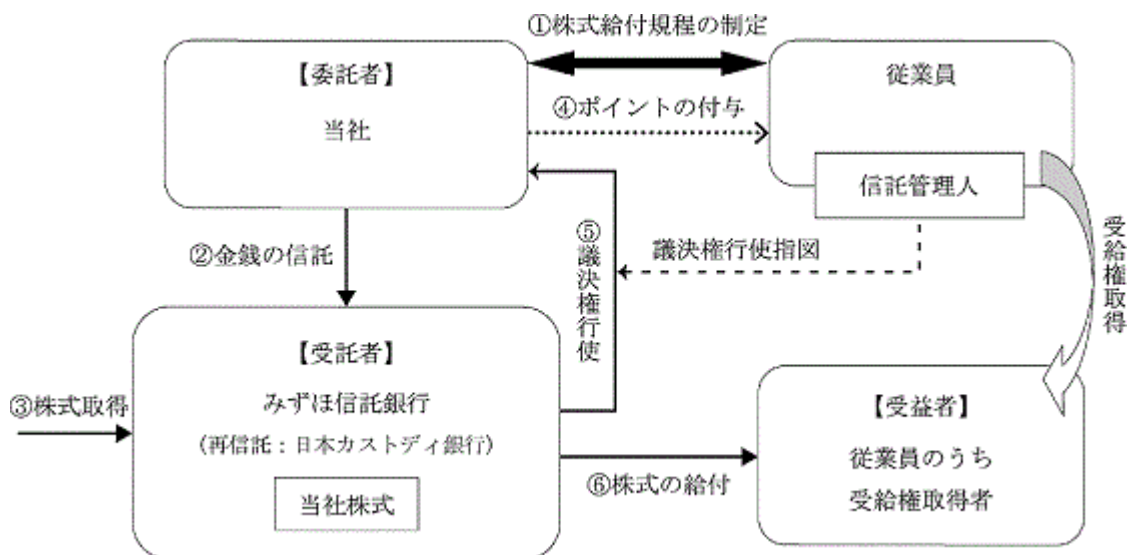 ①株式給付規程の制定
【委託者】
当社
従業員
④ポイントの付与
信託管理人
②金銭の信託
⑤議決権行使
議決権行使指図
受給権取得
【受託者】
みずほ信託銀行
(再信託：日本カストディ銀行)
当社株式
③株式取得
⑥株式の給付
【受益者】
従業員のうち
受給権取得者